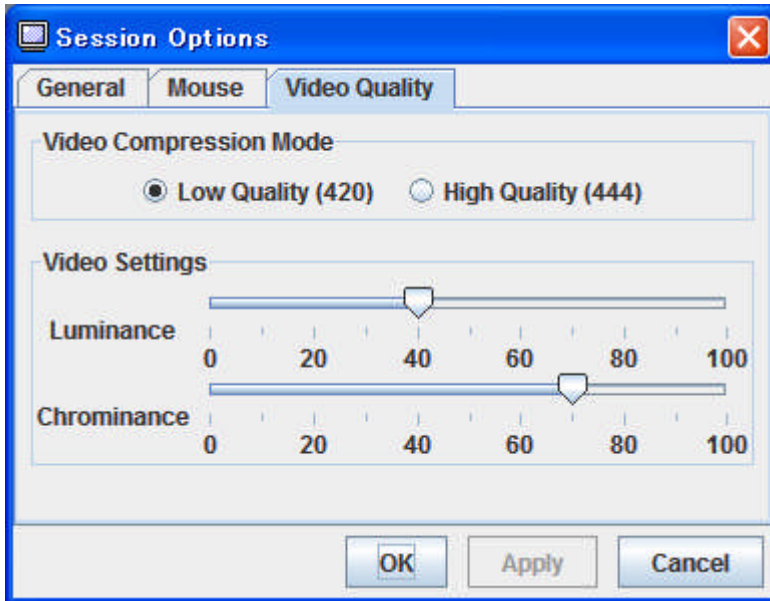 Session Options
General Mouse Video Quality
Video Compression Mode
Low Quality (420) High Quality (444)
Video Settings
Luminance
0 20 40 60 80 100
Chrominance
0 20 40 60 80 100
OK Apply Cancel